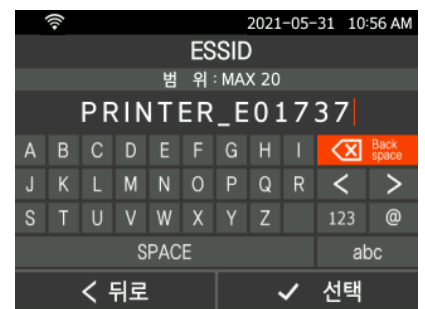 2021-05-31 10:56 AM
ESSID
범 위 : MAX 20
PRINTER_E01737
A B C D E F G H I Back space
J K L M N O P Q R < >
S T U V W X Y Z 123 @
SPACE abc
< 뒤로 ✓ 선택